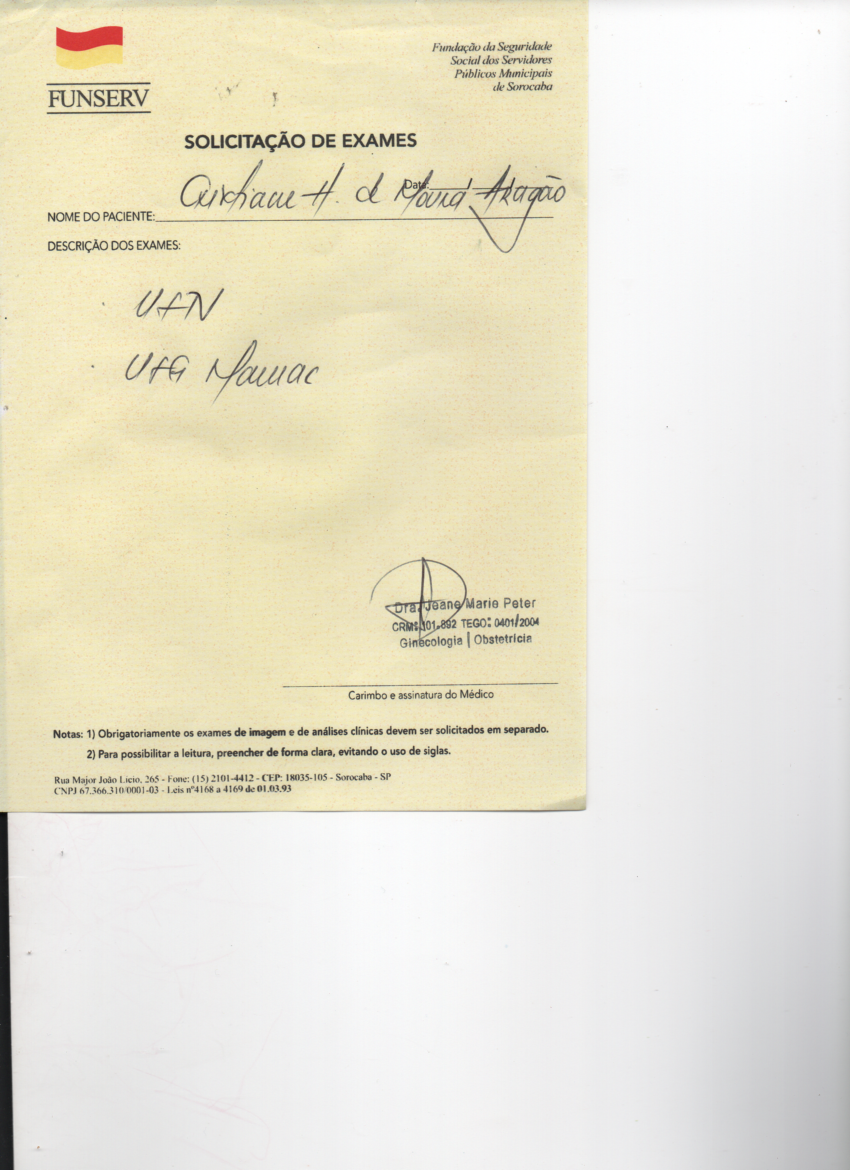 FUNSERV
Fundação da Seguridade
Social dos Servidores
Públicos Municipais
de Sorocaba
SOLICITAÇÃO DE EXAMES
Data: / /
NOME DO PACIENTE: Cristiane H. de Moura Aragão
DESCRIÇÃO DOS EXAMES:
Dra. Jeane Marie Peter
CRM: 101.892 TEGO: 0401/2004
Ginecologia | Obstetrícia
Carimbo e assinatura do Médico
Notas: 1) Obrigatoriamente os exames de imagem e de análises clínicas devem ser solicitados em separado.
2) Para possibilitar a leitura, preencher de forma clara, evitando o uso de siglas.
Rua Major João Lício, 265 - Fone: (15) 2101-4412 - CEP: 18035-105 - Sorocaba - SP
CNPJ 67.366.310/0001-03 - Leis nº4168 a 4169 de 01.03.93